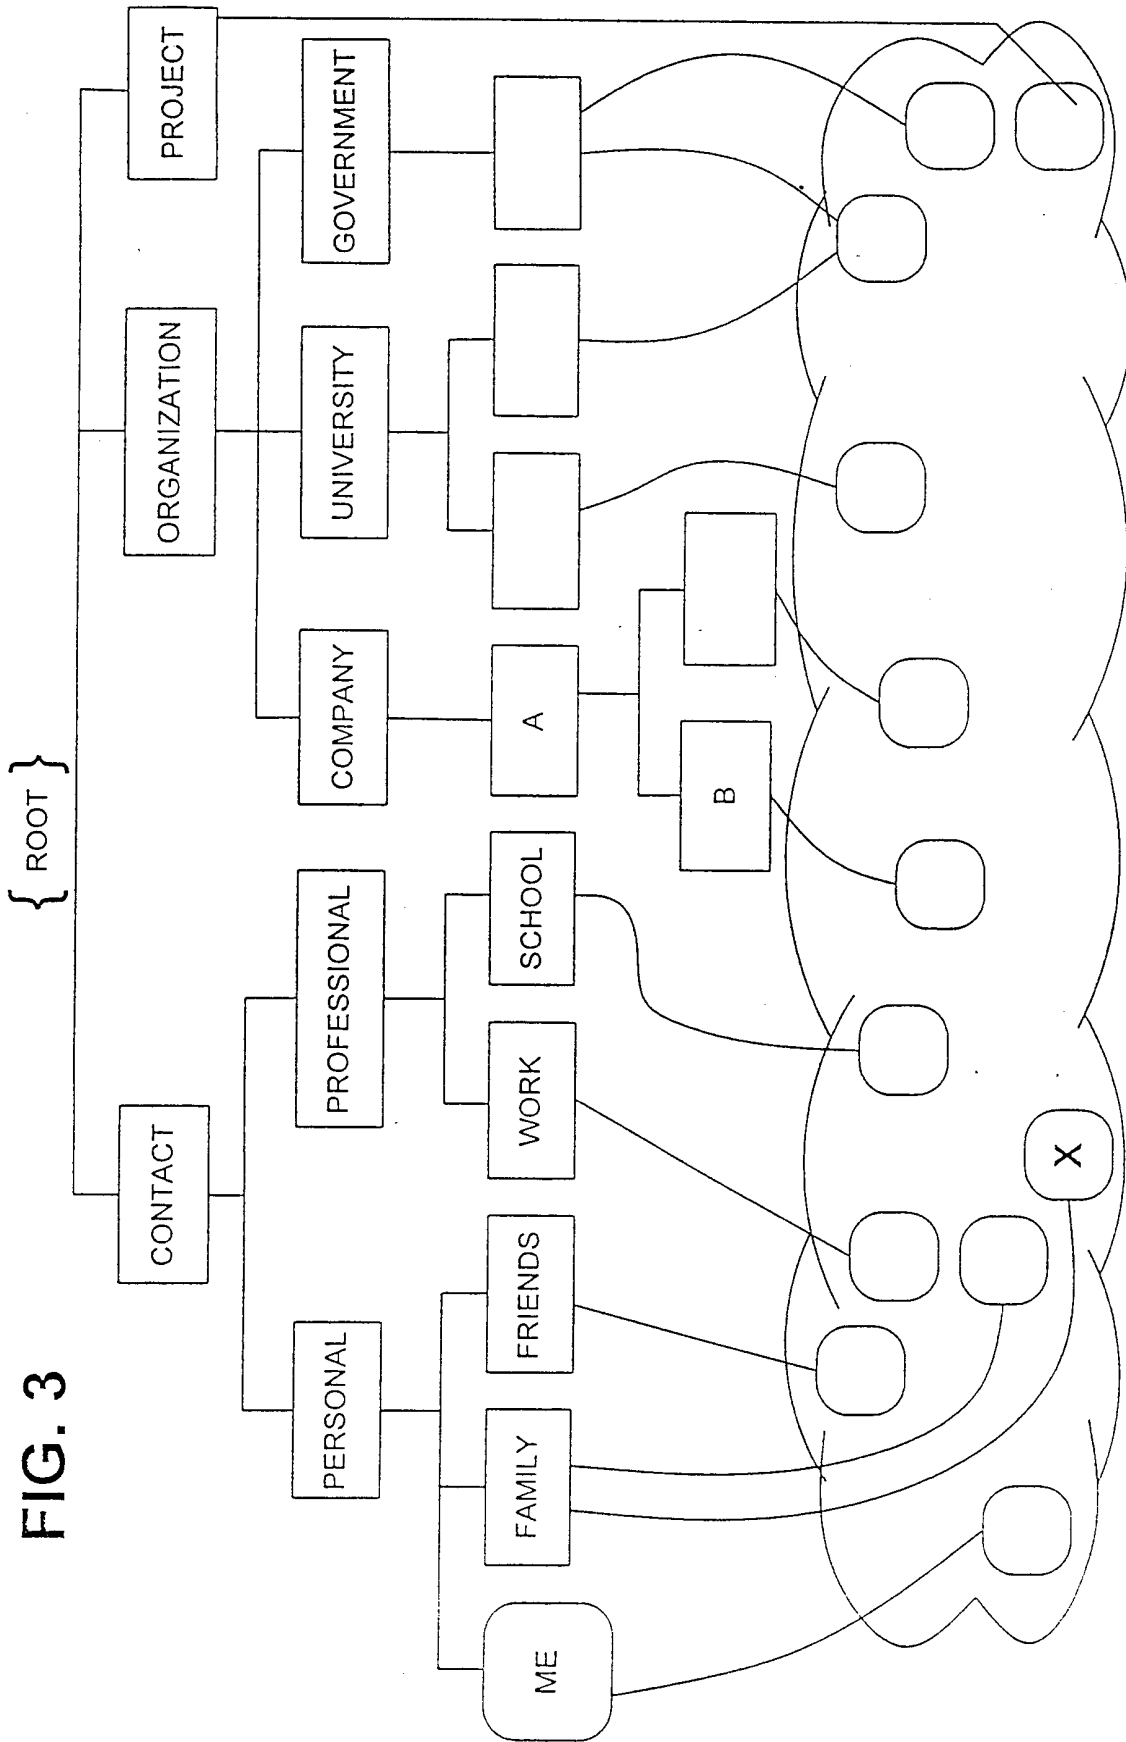 FIG. 3
{ ROOT }
CONTACT
ORGANIZATION
PROJECT
PERSONAL
PROFESSIONAL
COMPANY
UNIVERSITY
GOVERNMENT
ME
FAMILY
FRIENDS
WORK
SCHOOL
A
B
X